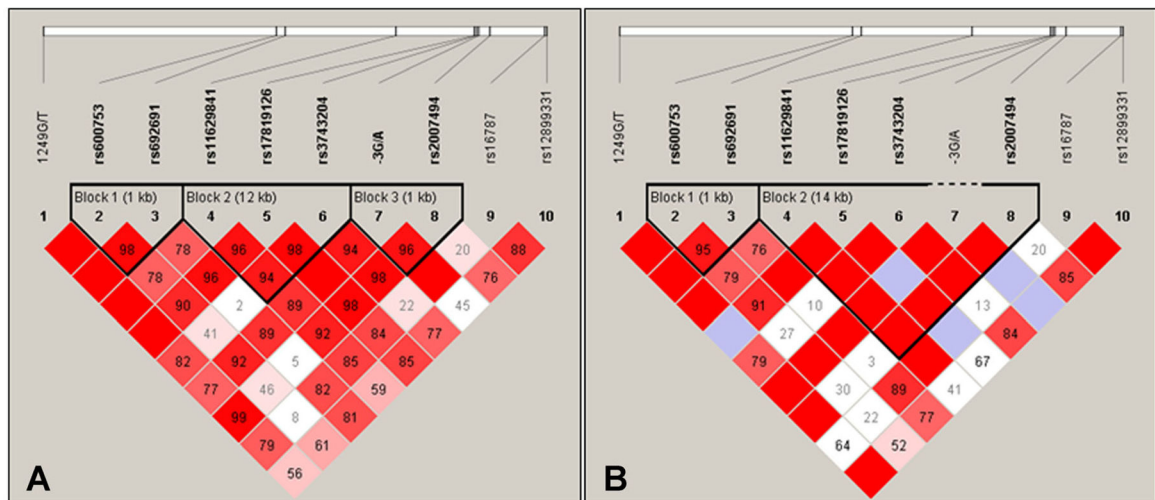 1249G/T
rs600753
rs692691
rs11629841
rs17819126
rs3743204
-3G/A
rs2007494
rs16787
rs12899331
Block 1 (1 kb) Block 2 (12 kb) Block 3 (1 kb)
1 2 3 4 5 6 7 8 9 10
98 78 96 98 94 96 20 88
78 96 94 98 76
90 2 89 98 22 45
41 89 92 84 77
82 92 5 85 85
77 46 82 59
99 8 81
79 61
56
A
1249G/T
rs600753
rs692691
rs11629841
rs17819126
rs3743204
-3G/A
rs2007494
rs16787
rs12899331
Block 1 (1 kb) Block 2 (14 kb)
1 2 3 4 5 6 7 8 9 10
95 76 20
79 85
91 10 13
27 84
79 3 67
30 89 41
22 77
64 52
B